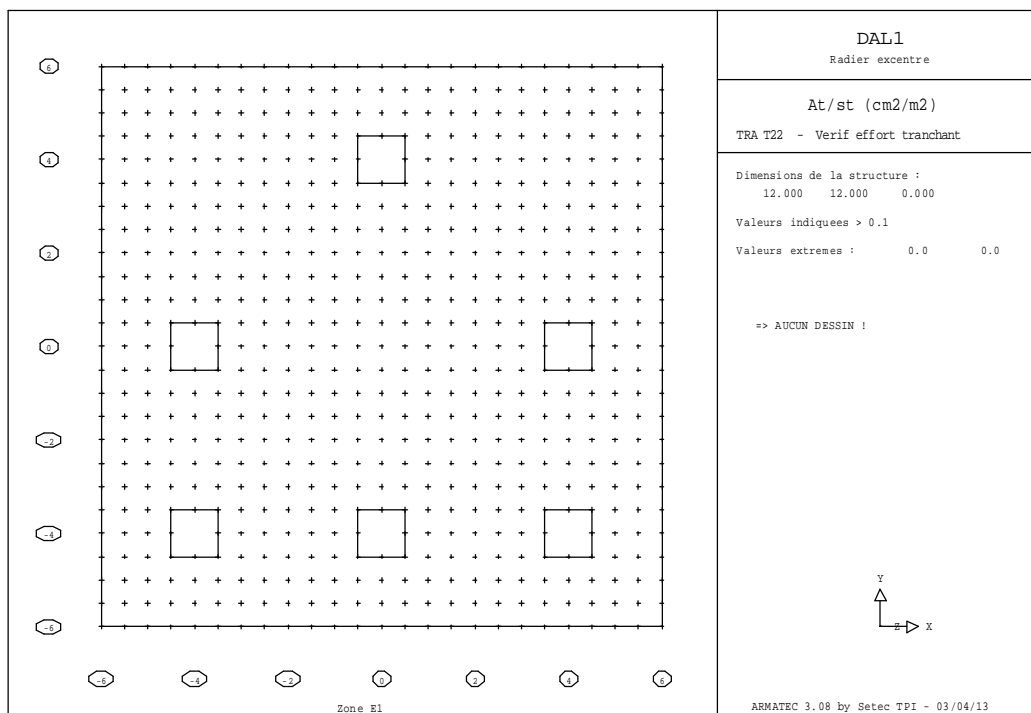 DAL1
Radier excentre
At/st (cm2/m2)
TRA T22 - Verif effort tranchant
Dimensions de la structure :
12.000 12.000 0.000
Valeurs indiquees > 0.1
Valeurs extremes : 0.0 0.0
=> AUCUN DESSIN !
6
4
2
0
-2
-4
-6
-6 -4 -2 0 2 4 6
Zone E1
Y
Z X
ARMATEC 3.08 by Setec TPI - 03/04/13